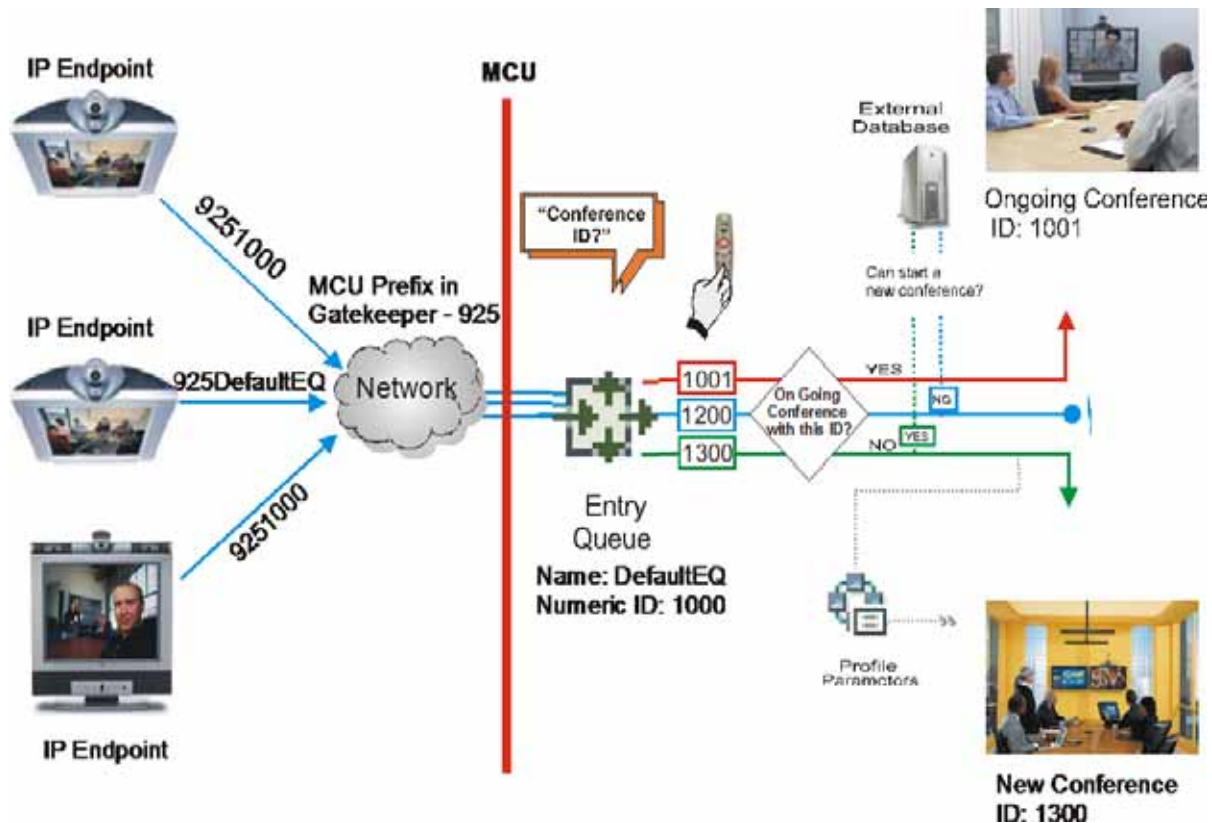 IP Endpoint
MCU
External
Database
Ongoing Conference
ID: 1001
"Conference
ID?"
9251000
MCU Prefix in
Gatekeeper - 925
Can start a
new conference?
IP Endpoint
925DefaultEQ
Network
1001
1200
1300
On Going
Conference
with this ID?
YES
NO
YES
NO
9251000
Entry
Queue
Name: DefaultEQ
Numeric ID: 1000
Profile
Paramctors
IP Endpoint
New Conference
ID: 1300